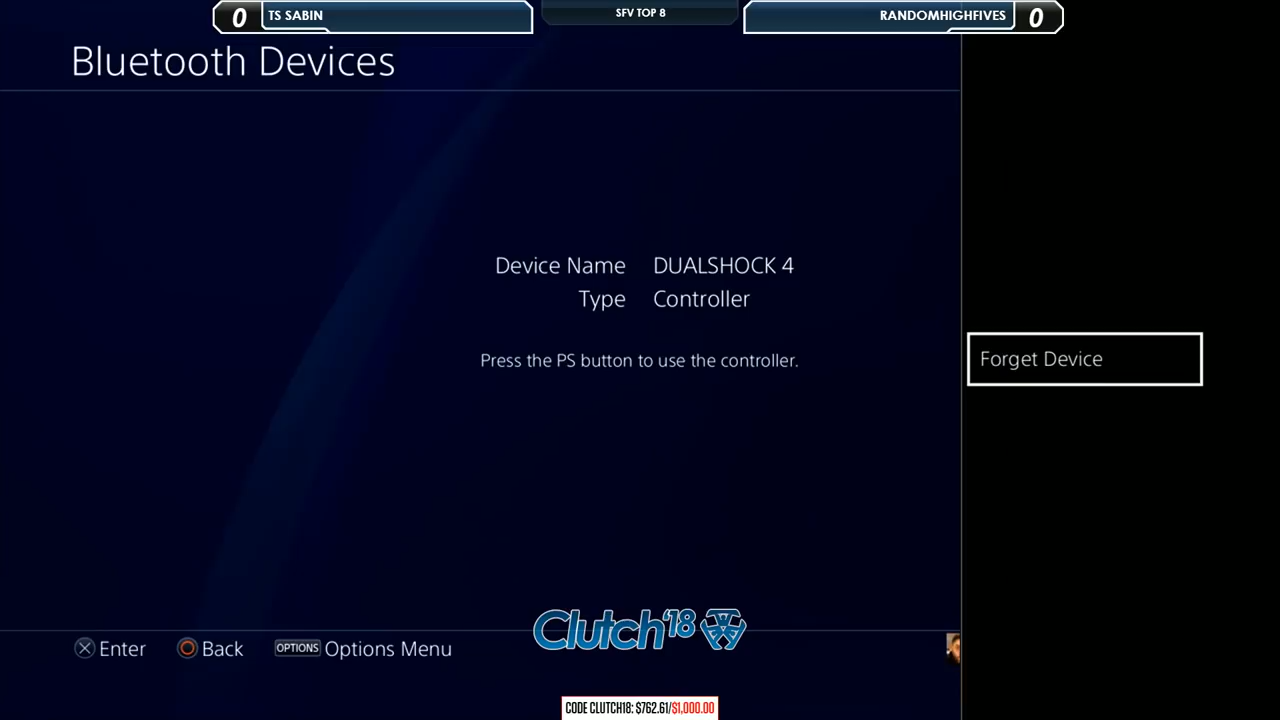 0 TS SABIN SFV TOP 8 RANDOMHIGHFIVES 0
Bluetooth Devices
Device Name DUALSHOCK 4
Type Controller
Press the PS button to use the controller.
Forget Device
Clutch'18
Enter Back OPTIONS Options Menu
CODE CLUTCH18: $762.61/$1,000.00